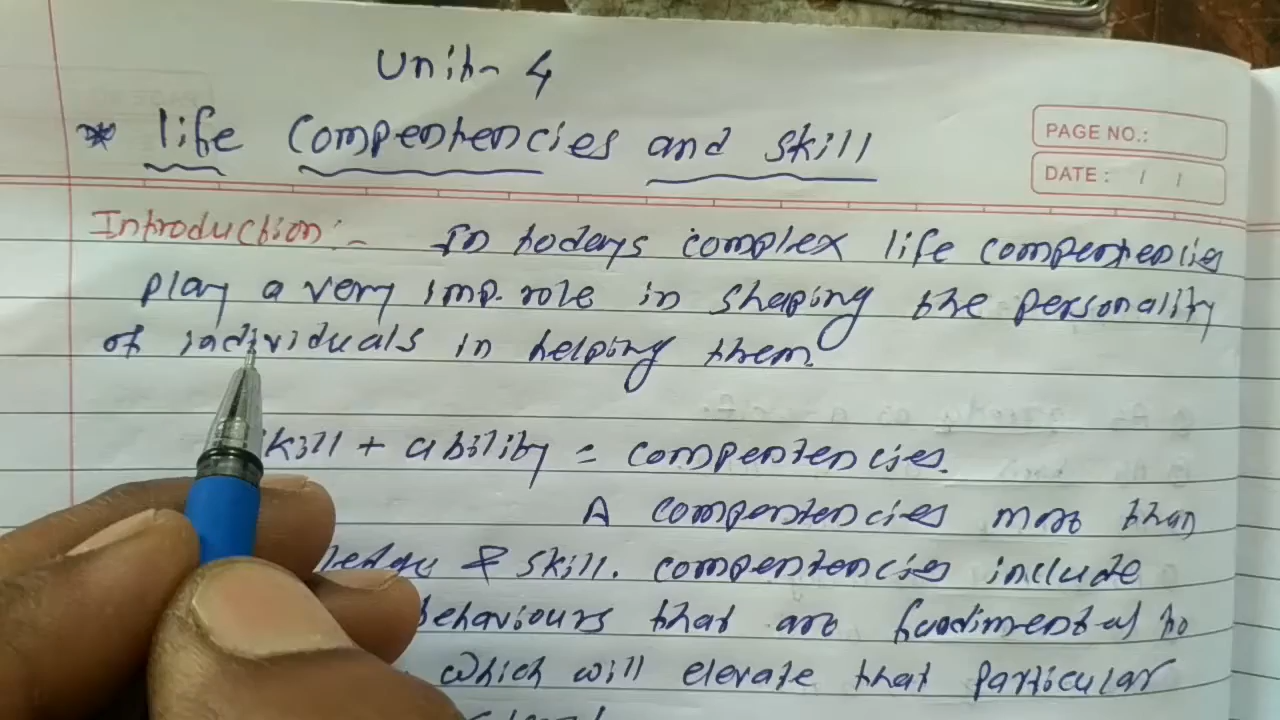 Unit- 4
* life Compentencies and skill
PAGE NO.:
DATE : / /
Introduction:- In todays complex life compentencies
play a very imp. role in shaping the personality
of individuals in helping them.
skill + ability = compentencies.
A compentencies more than
& skill. compentencies include
behaviours that are fundimental to
which will elevate that particular